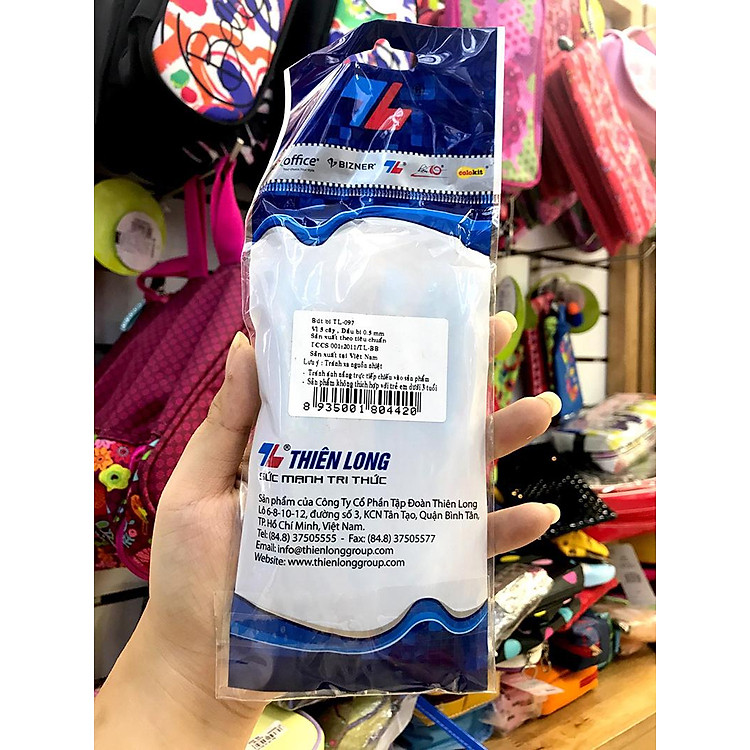 TL
office®
BIZNER®
TL
colokit
Bút bi TL-097
Vỉ 3 cây , Đầu bi 0.5 mm
Sản xuất theo tiêu chuẩn
TCCS 001:2011/TL-BB
Sản xuất tại Việt Nam
Lưu ý : Tránh xa nguồn nhiệt
- Tránh ánh nắng trực tiếp chiếu vào sản phẩm
- Sản phẩm không thích hợp với trẻ em dưới 3 tuổi
8 935001 804420
TL® THIÊN LONG
SỨC MẠNH TRI THỨC
Sản phẩm của Công Ty Cổ Phần Tập Đoàn Thiên Long
Lô 6-8-10-12, đường số 3, KCN Tân Tạo, Quận Bình Tân,
TP. Hồ Chí Minh, Việt Nam.
Tel: (84.8) 37505555 - Fax: (84.8) 37505577
Email: info@thienlonggroup.com
Website: www.thienlonggroup.com